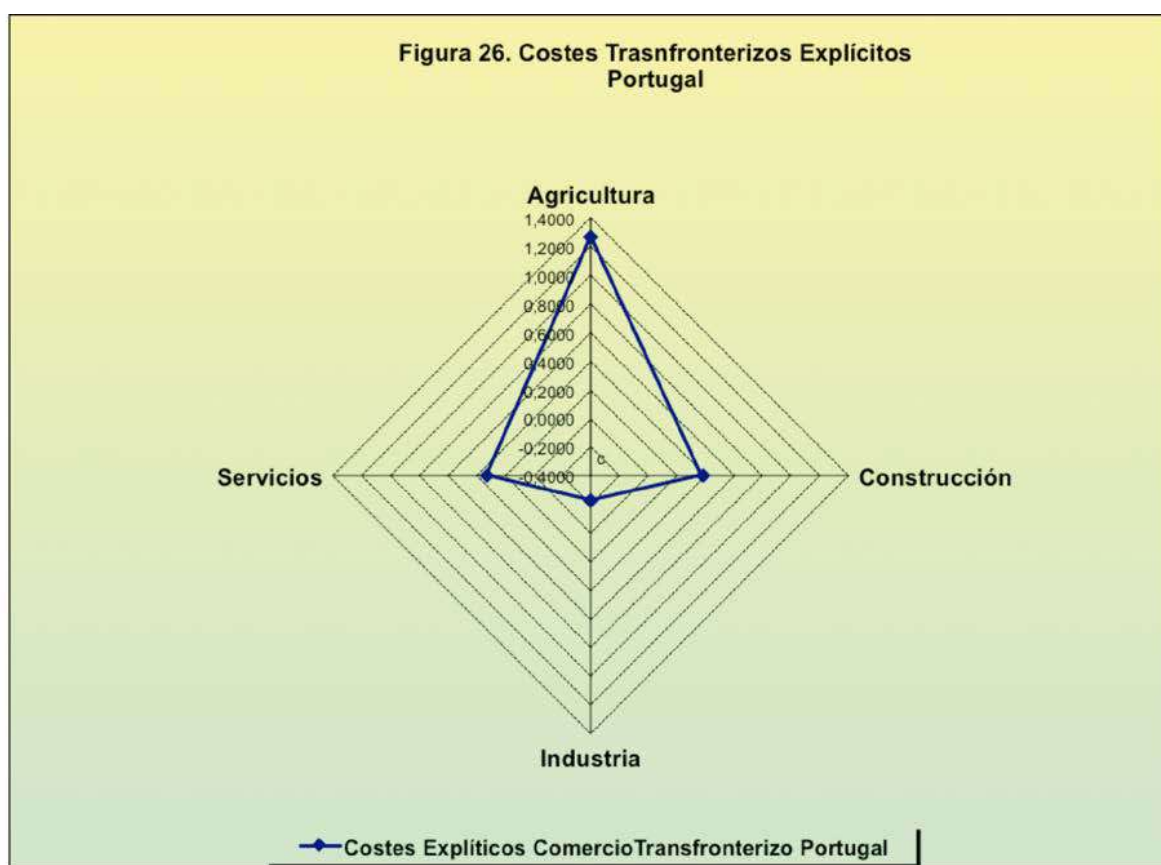 Figura 26. Costes Trasnfronterizos Explícitos
Portugal
Agricultura
1,4000
1,2000
1,0000
0,8000
0,6000
0,4000
0,2000
0,0000
-0,2000
c
-0,4000
Servicios
Construcción
Industria
Costes Explíticos ComercioTransfronterizo Portugal